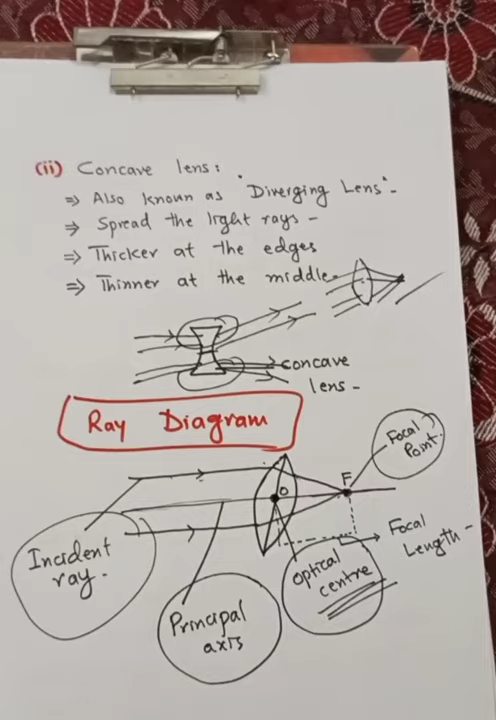 (ii) Concave lens:
⇒ Also known as "Diverging Lens".
⇒ Spread the light rays -
⇒ Thicker at the edges
⇒ Thinner at the middle.
concave
lens -
Ray Diagram
Focal
Point.
O
F
Focal
Length -
Incident
ray.
Optical
centre
Principal
axis